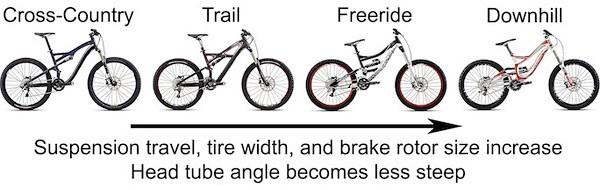 Cross-Country Trail Freeride Downhill
Suspension travel, tire width, and brake rotor size increase
Head tube angle becomes less steep